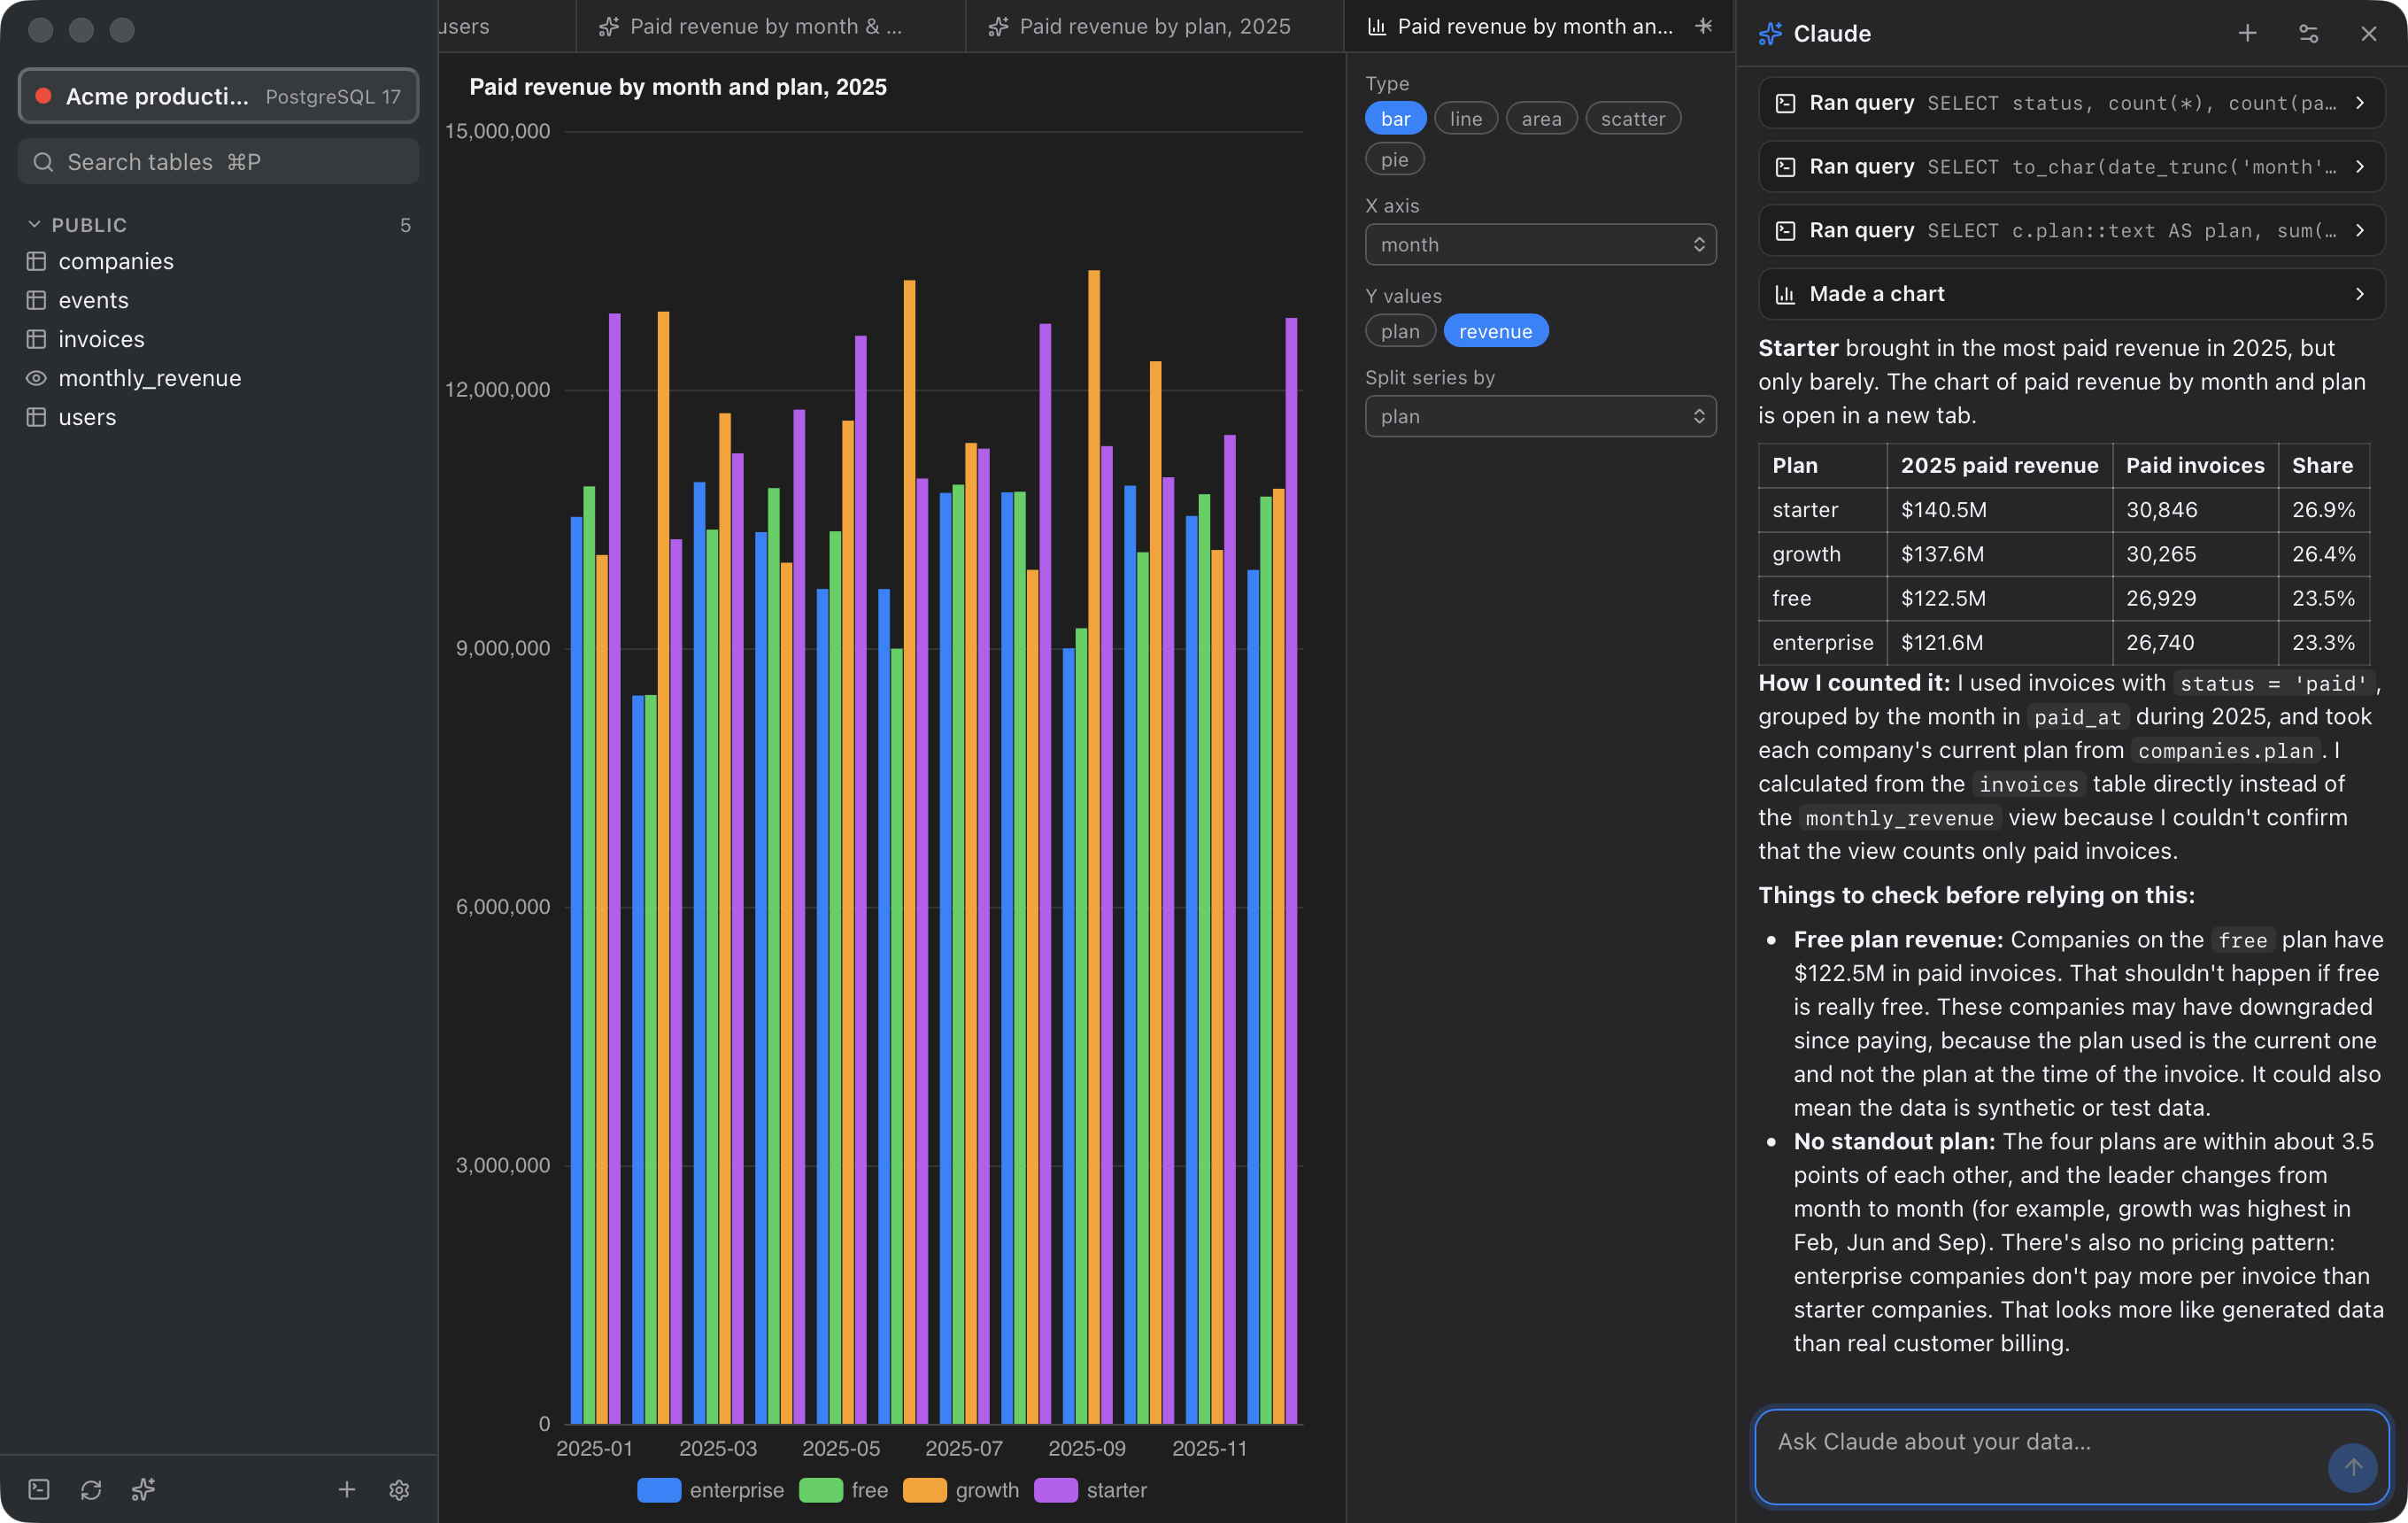 Acme producti... PostgreSQL 17
Search tables ⌘P
PUBLIC 5
companies
events
invoices
monthly_revenue
users
users
Paid revenue by month & ...
Paid revenue by plan, 2025
Paid revenue by month an...
Paid revenue by month and plan, 2025
15,000,000
12,000,000
9,000,000
6,000,000
3,000,000
0
2025-01 2025-03 2025-05 2025-07 2025-09 2025-11
enterprise free growth starter
Type
bar line area scatter
pie
X axis
month
Y values
plan revenue
Split series by
plan
Claude
Ran query SELECT status, count(*), count(pa...
Ran query SELECT to_char(date_trunc('month'...
Ran query SELECT c.plan::text AS plan, sum(...
Made a chart
Starter brought in the most paid revenue in 2025, but
only barely. The chart of paid revenue by month and plan
is open in a new tab.
Plan 2025 paid revenue Paid invoices Share
starter $140.5M 30,846 26.9%
growth $137.6M 30,265 26.4%
free $122.5M 26,929 23.5%
enterprise $121.6M 26,740 23.3%
How I counted it: I used invoices with status = 'paid',
grouped by the month in paid_at during 2025, and took
each company's current plan from companies.plan. I
calculated from the invoices table directly instead of
the monthly_revenue view because I couldn't confirm
that the view counts only paid invoices.
Things to check before relying on this:
• Free plan revenue: Companies on the free plan have
$122.5M in paid invoices. That shouldn't happen if free
is really free. These companies may have downgraded
since paying, because the plan used is the current one
and not the plan at the time of the invoice. It could also
mean the data is synthetic or test data.
• No standout plan: The four plans are within about 3.5
points of each other, and the leader changes from
month to month (for example, growth was highest in
Feb, Jun and Sep). There's also no pricing pattern:
enterprise companies don't pay more per invoice than
starter companies. That looks more like generated data
than real customer billing.
Ask Claude about your data...